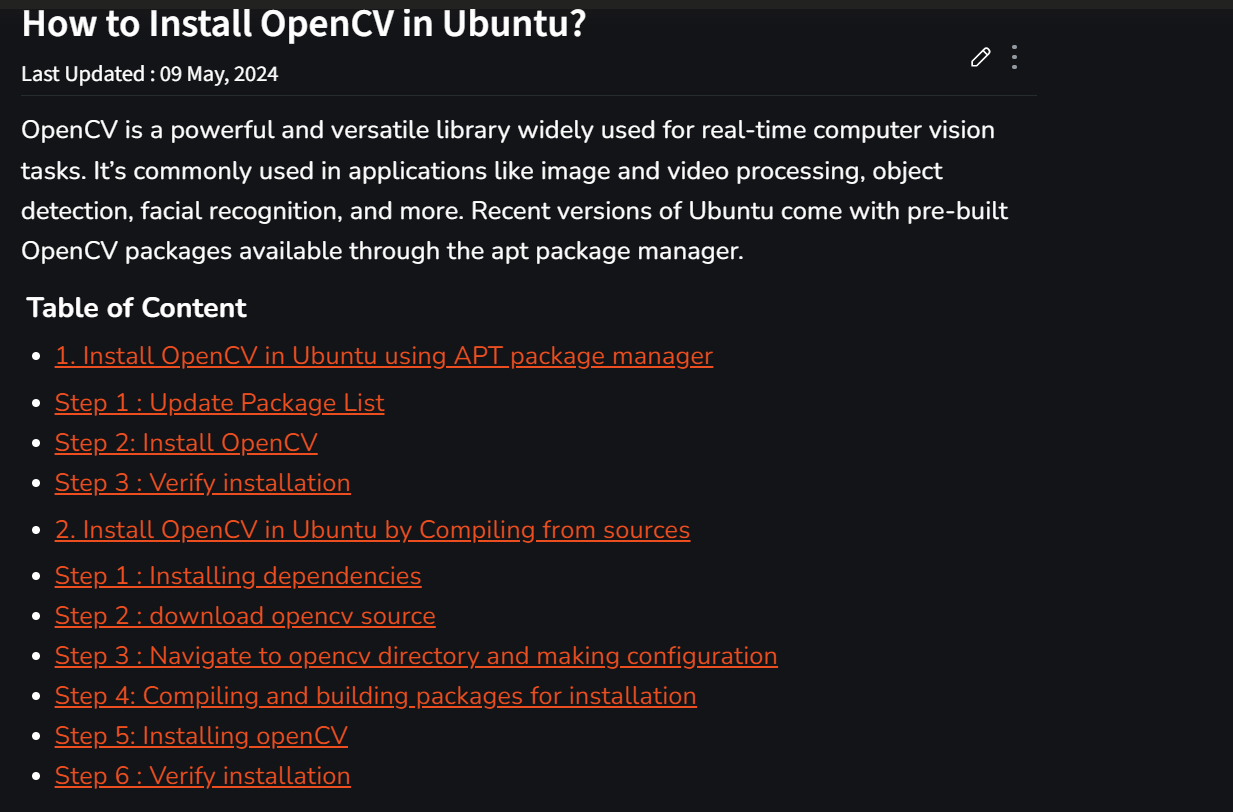 How to Install OpenCV in Ubuntu?
Last Updated : 09 May, 2024
OpenCV is a powerful and versatile library widely used for real-time computer vision
tasks. It’s commonly used in applications like image and video processing, object
detection, facial recognition, and more. Recent versions of Ubuntu come with pre-built
OpenCV packages available through the apt package manager.
Table of Content
1. Install OpenCV in Ubuntu using APT package manager
Step 1 : Update Package List
Step 2: Install OpenCV
Step 3 : Verify installation
2. Install OpenCV in Ubuntu by Compiling from sources
Step 1 : Installing dependencies
Step 2 : download opencv source
Step 3 : Navigate to opencv directory and making configuration
Step 4: Compiling and building packages for installation
Step 5: Installing openCV
Step 6 : Verify installation